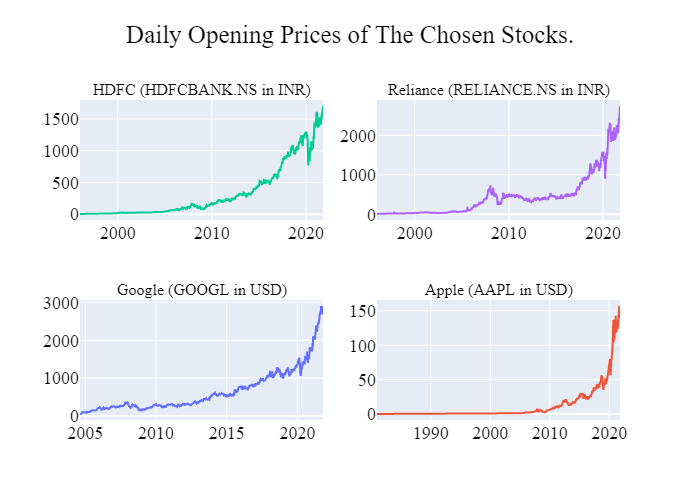 Daily Opening Prices of The Chosen Stocks.
HDFC (HDFCBANK.NS in INR)
1500
1000
500
0
2000 2010 2020
Reliance (RELIANCE.NS in INR)
2000
1000
0
2000 2010 2020
Google (GOOGL in USD)
3000
2000
1000
0
2005 2010 2015 2020
Apple (AAPL in USD)
150
100
50
0
1990 2000 2010 2020